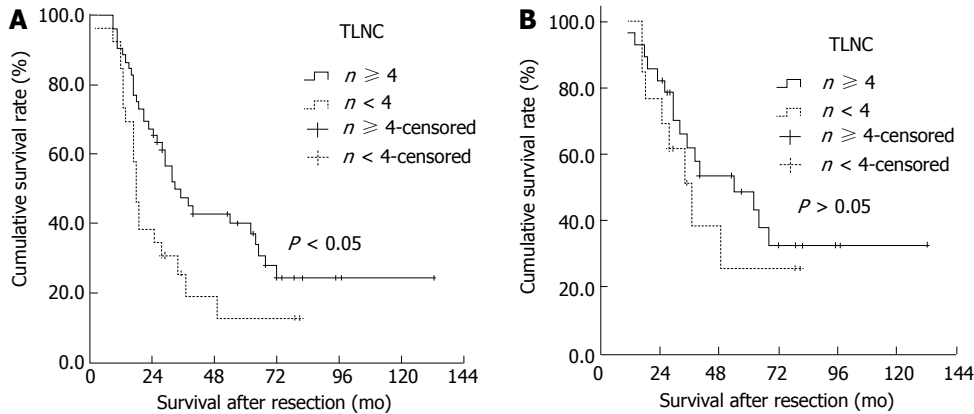 A
Cumulative survival rate (%)
100.0
80.0
60.0
40.0
20.0
0.0
TLNC
n ≥ 4
n < 4
n ≥ 4-censored
n < 4-censored
P < 0.05
0 24 48 72 96 120 144
Survival after resection (mo)
B
Cumulative survival rate (%)
100.0
80.0
60.0
40.0
20.0
0.0
TLNC
n ≥ 4
n < 4
n ≥ 4-censored
n < 4-censored
P > 0.05
0 24 48 72 96 120 144
Survival after resection (mo)